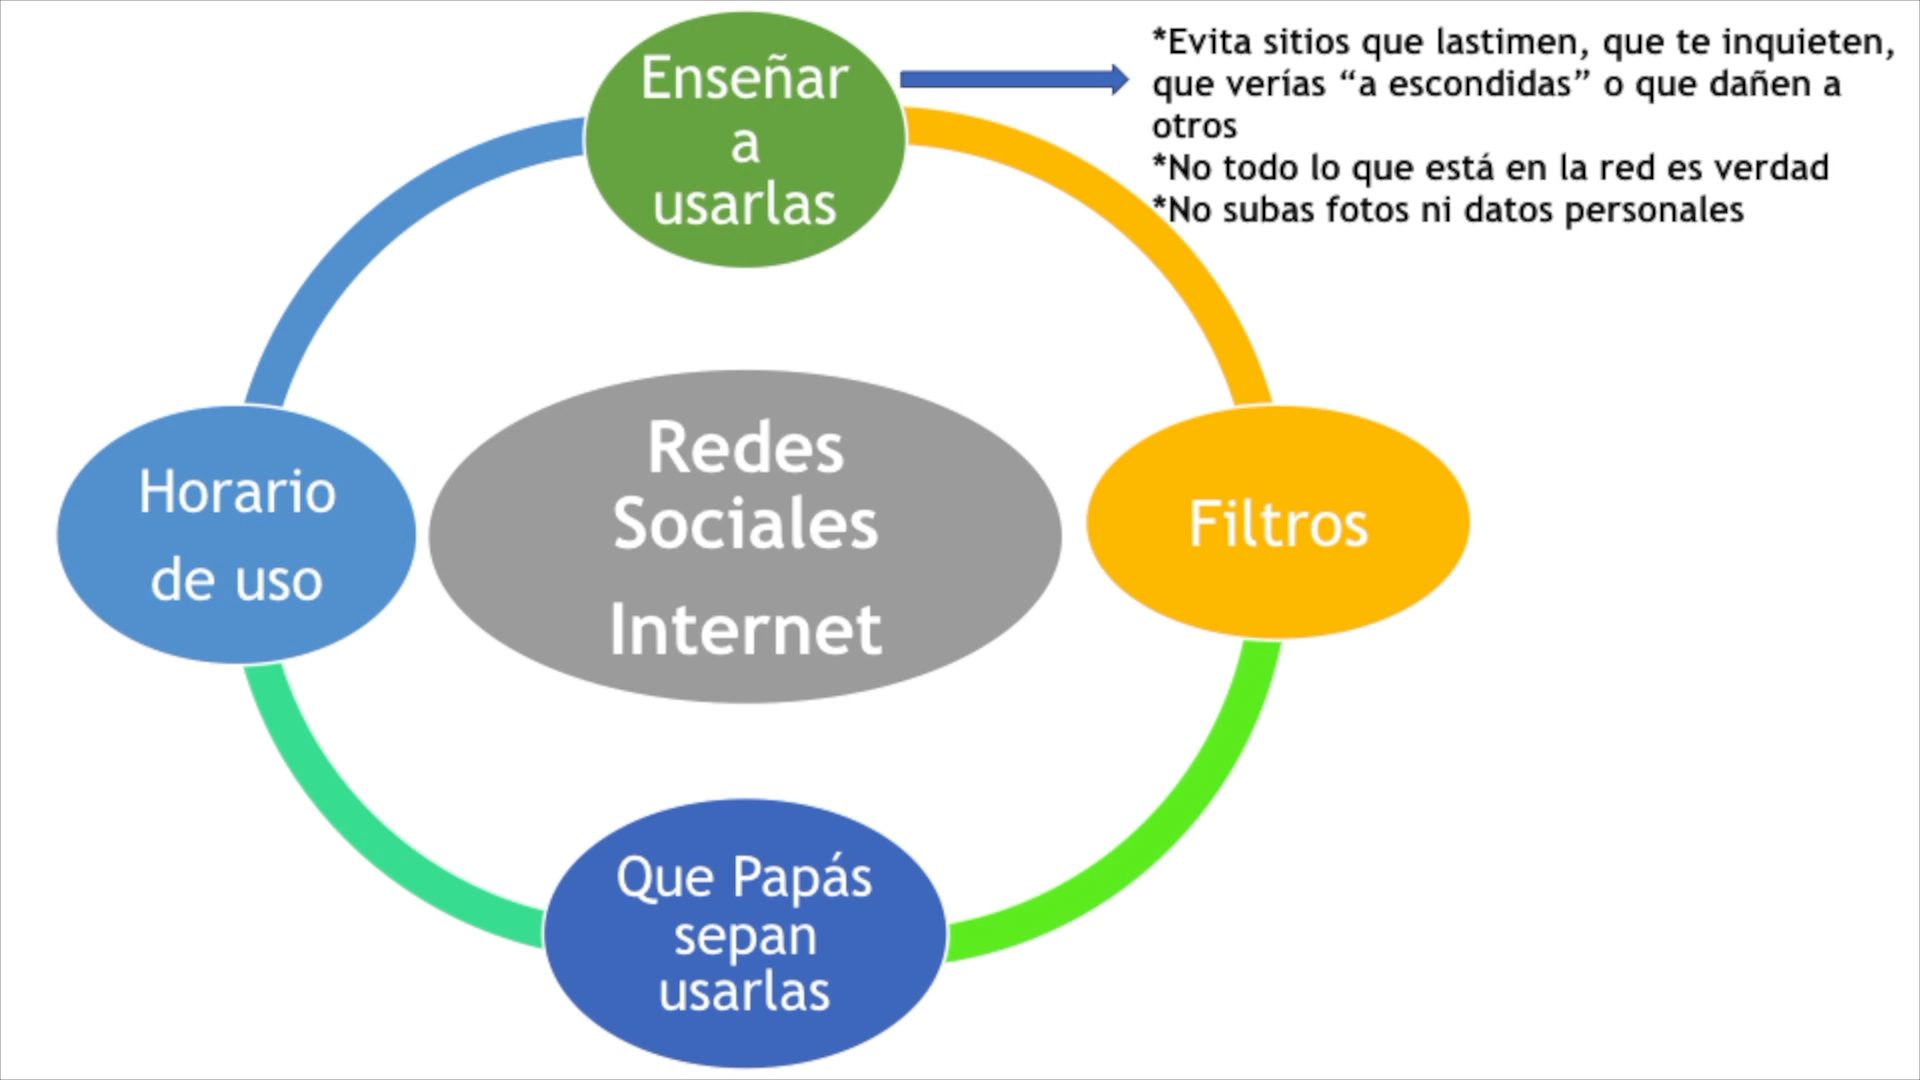 Enseñar
a
usarlas
*Evita sitios que lastimen, que te inquieten,
que verías “a escondidas” o que dañen a
otros
*No todo lo que está en la red es verdad
*No subas fotos ni datos personales
Horario
de uso
Redes
Sociales
Internet
Filtros
Que Papás
sepan
usarlas